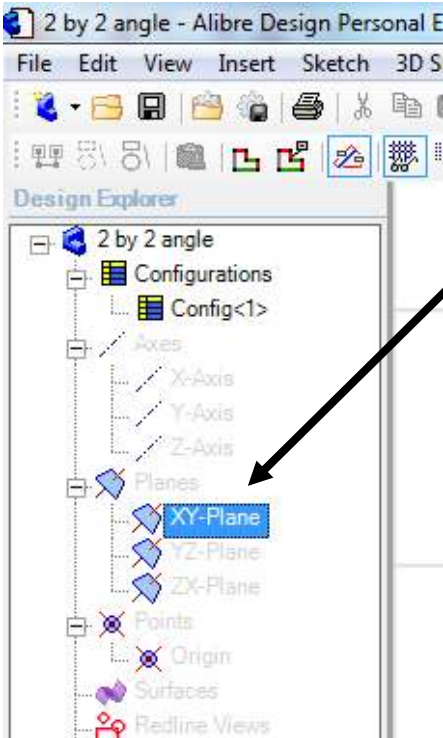 2 by 2 angle - Alibre Design Personal E
File Edit View Insert Sketch 3D S
Design Explorer
2 by 2 angle
Configurations
Config<1>
Axes
X-Axis
Y-Axis
Z-Axis
Planes
XY-Plane
YZ-Plane
ZX-Plane
Points
Origin
Surfaces
Redline Views